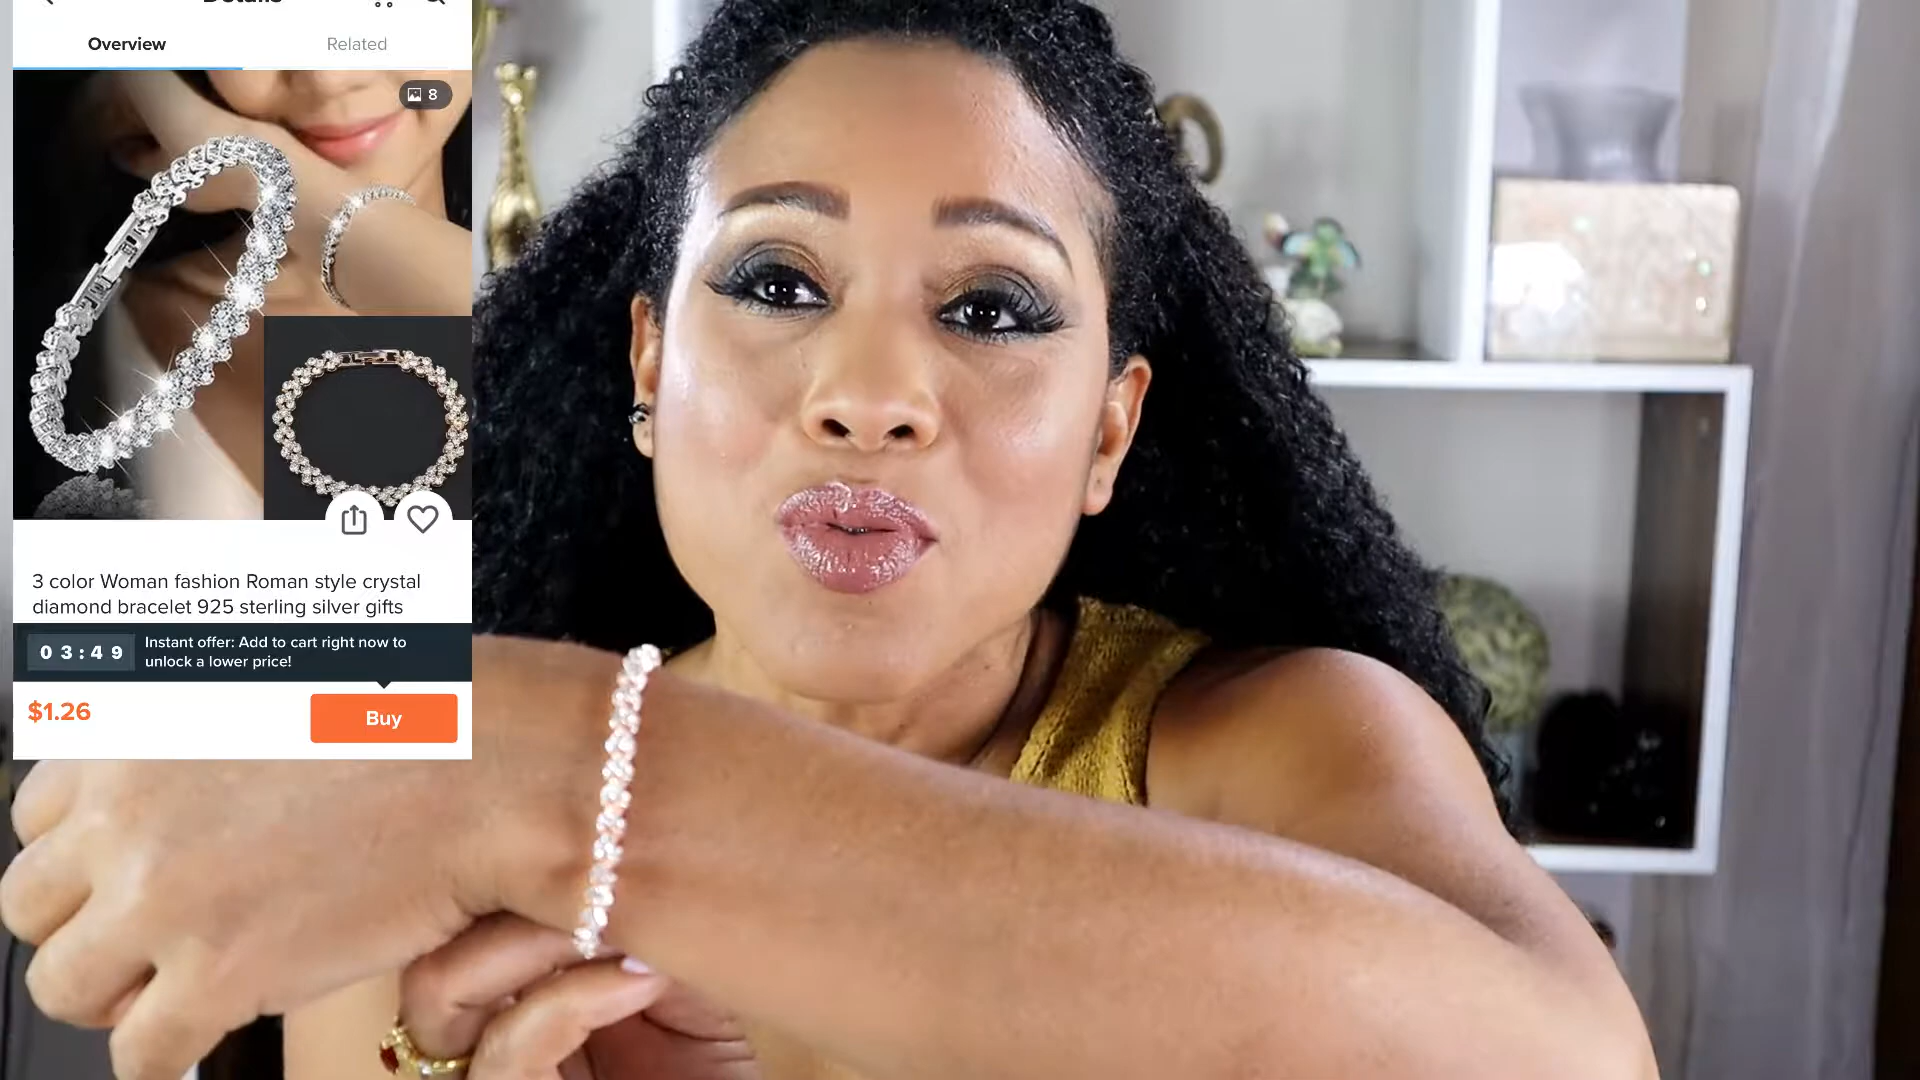 Details
Overview
Related
8
3 color Woman fashion Roman style crystal
diamond bracelet 925 sterling silver gifts
03:49
Instant offer: Add to cart right now to
unlock a lower price!
$1.26
Buy